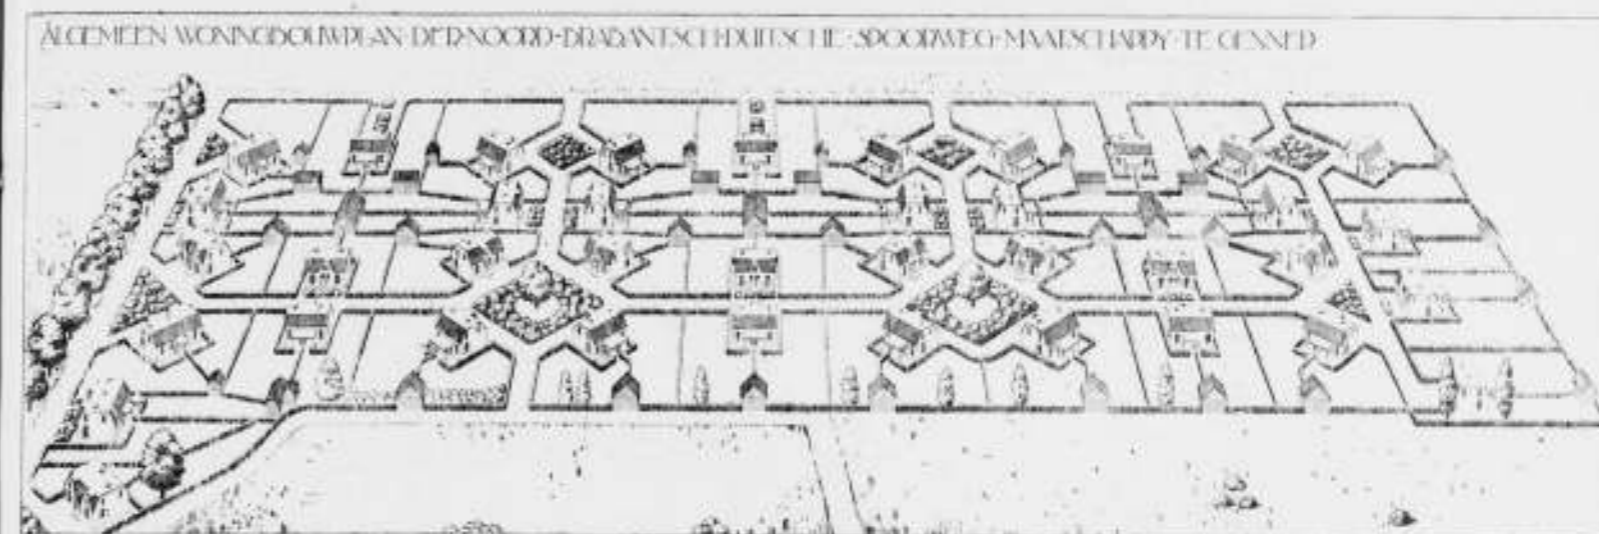 ALGEMEEN WONINGBOUWPLAN DER NOORD-BRABANTSCH DUITSCHE · SPOORWEG · MAATSCHAPPY · TE GENNEP